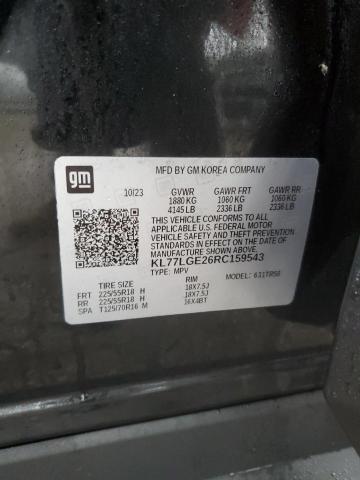 gm
MFD BY GM KOREA COMPANY
10/23 GVWR GAWR FRT GAWR RR
1880 KG 1060 KG 1060 KG
4145 LB 2336 LB 2336 LB
THIS VEHICLE CONFORMS TO ALL
APPLICABLE U.S. FEDERAL MOTOR
VEHICLE SAFETY AND THEFT PREVENTION
STANDARDS IN EFFECT ON THE DATE OF
MANUFACTURE SHOWN ABOVE.
KL77LGE26RC159543
TYPE: MPV MODEL:
TIRE SIZE RIM
FRT 225/55R18 H 18X7.5J
RR 225/55R18 H 18X7.5J
SPA T125/70R16 M 16X4BT